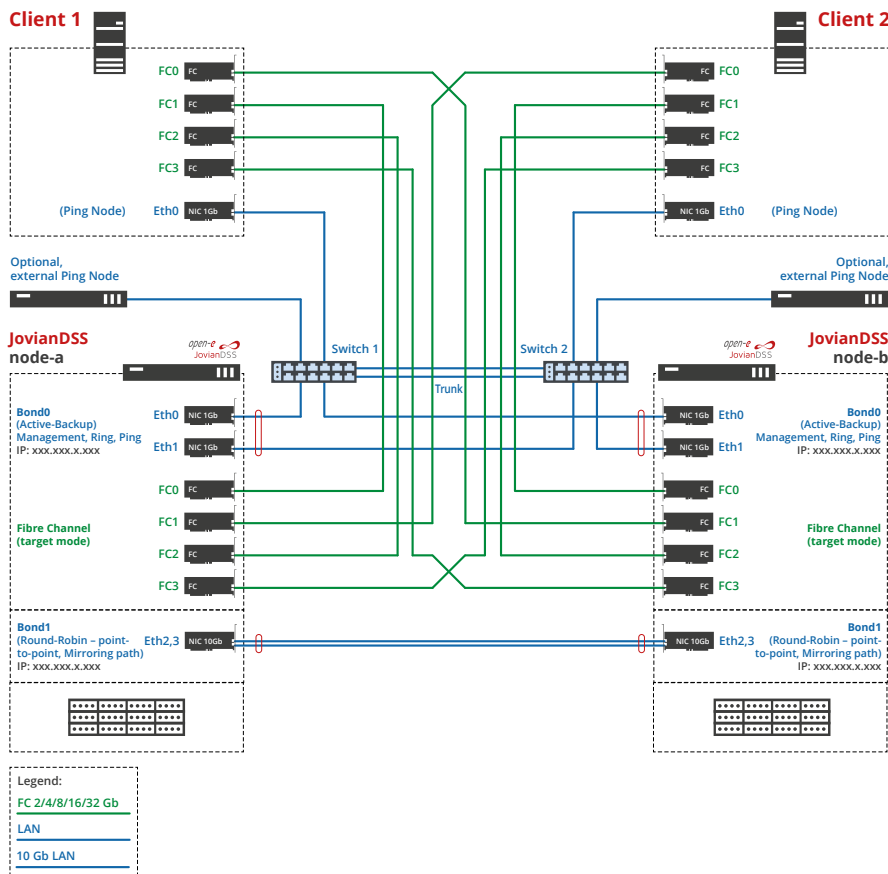 Client 1
Client 2
FC0 FC
FC1 FC
FC2 FC
FC3 FC
(Ping Node) Eth0 NIC 1Gb
FC FC0
FC FC1
FC FC2
FC FC3
NIC 1Gb Eth0 (Ping Node)
Optional,
external Ping Node
Optional,
external Ping Node
JovianDSS
node-a
open-e
JovianDSS
Switch 1
Switch 2
Trunk
open-e
JovianDSS
JovianDSS
node-b
Bond0
(Active-Backup)
Management, Ring, Ping
IP: xxx.xxx.x.xxx
Eth0 NIC 1Gb
Eth1 NIC 1Gb
FC0 FC
FC1 FC
FC2 FC
FC3 FC
Fibre Channel
(target mode)
NIC 1Gb Eth0
NIC 1Gb Eth1
FC FC0
FC FC1
FC FC2
FC FC3
Bond0
(Active-Backup)
Management, Ring, Ping
IP: xxx.xxx.x.xxx
Fibre Channel
(target mode)
Bond1
(Round-Robin – point-
to-point, Mirroring path)
IP: xxx.xxx.x.xxx
Eth2,3 NIC 10Gb
NIC 10Gb Eth2,3
Bond1
(Round-Robin – point-
to-point, Mirroring path)
IP: xxx.xxx.x.xxx
Legend:
FC 2/4/8/16/32 Gb
LAN
10 Gb LAN